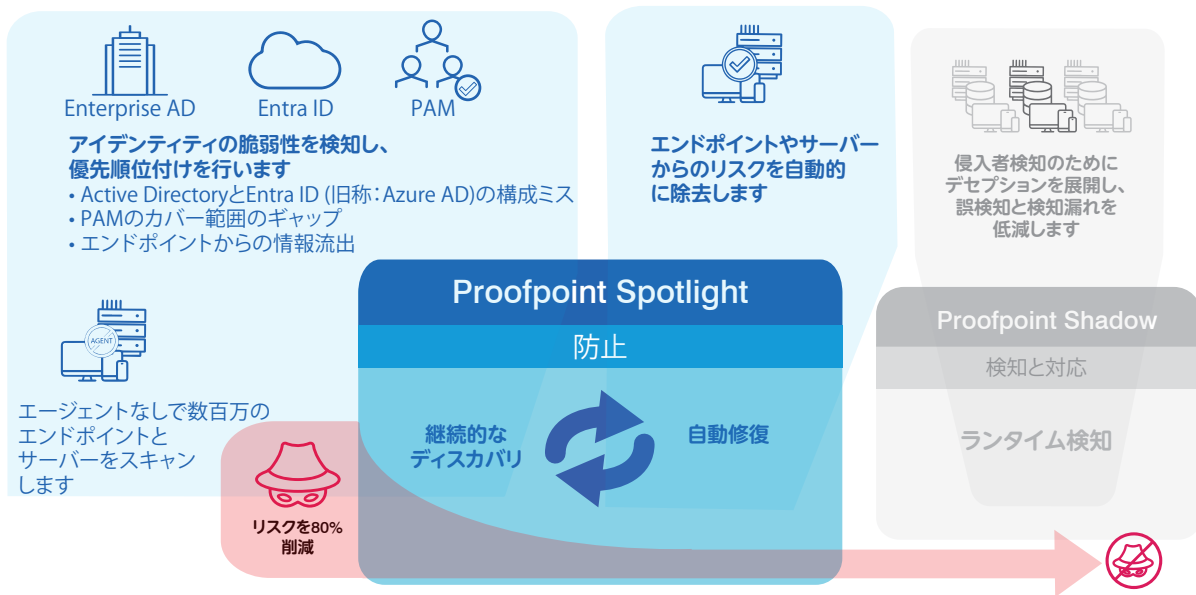 Enterprise AD
Entra ID
PAM
アイデンティティの脆弱性を検知し、
優先順位付けを行います
• Active DirectoryとEntra ID (旧称：Azure AD)の構成ミス
• PAMのカバー範囲のギャップ
• エンドポイントからの情報流出
AGENT
エージェントなしで数百万の
エンドポイントと
サーバーをスキャン
します
エンドポイントやサーバー
からのリスクを自動的
に除去します
侵入者検知のために
デセプションを展開し、
誤検知と検知漏れを
低減します
Proofpoint Spotlight
防止
継続的な
ディスカバリ
自動修復
リスクを80%
削減
Proofpoint Shadow
検知と対応
ランタイム検知